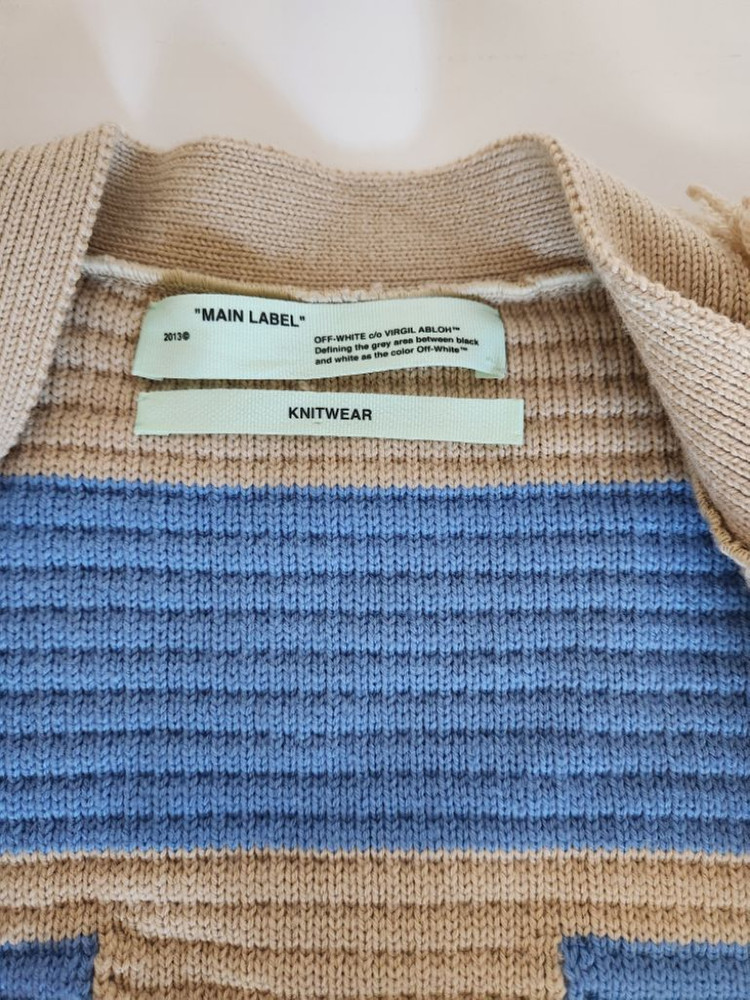 "MAIN LABEL"
2013©
OFF-WHITE c/o VIRGIL ABLOH™
Defining the grey area between black
and white as the color Off-White™
KNITWEAR